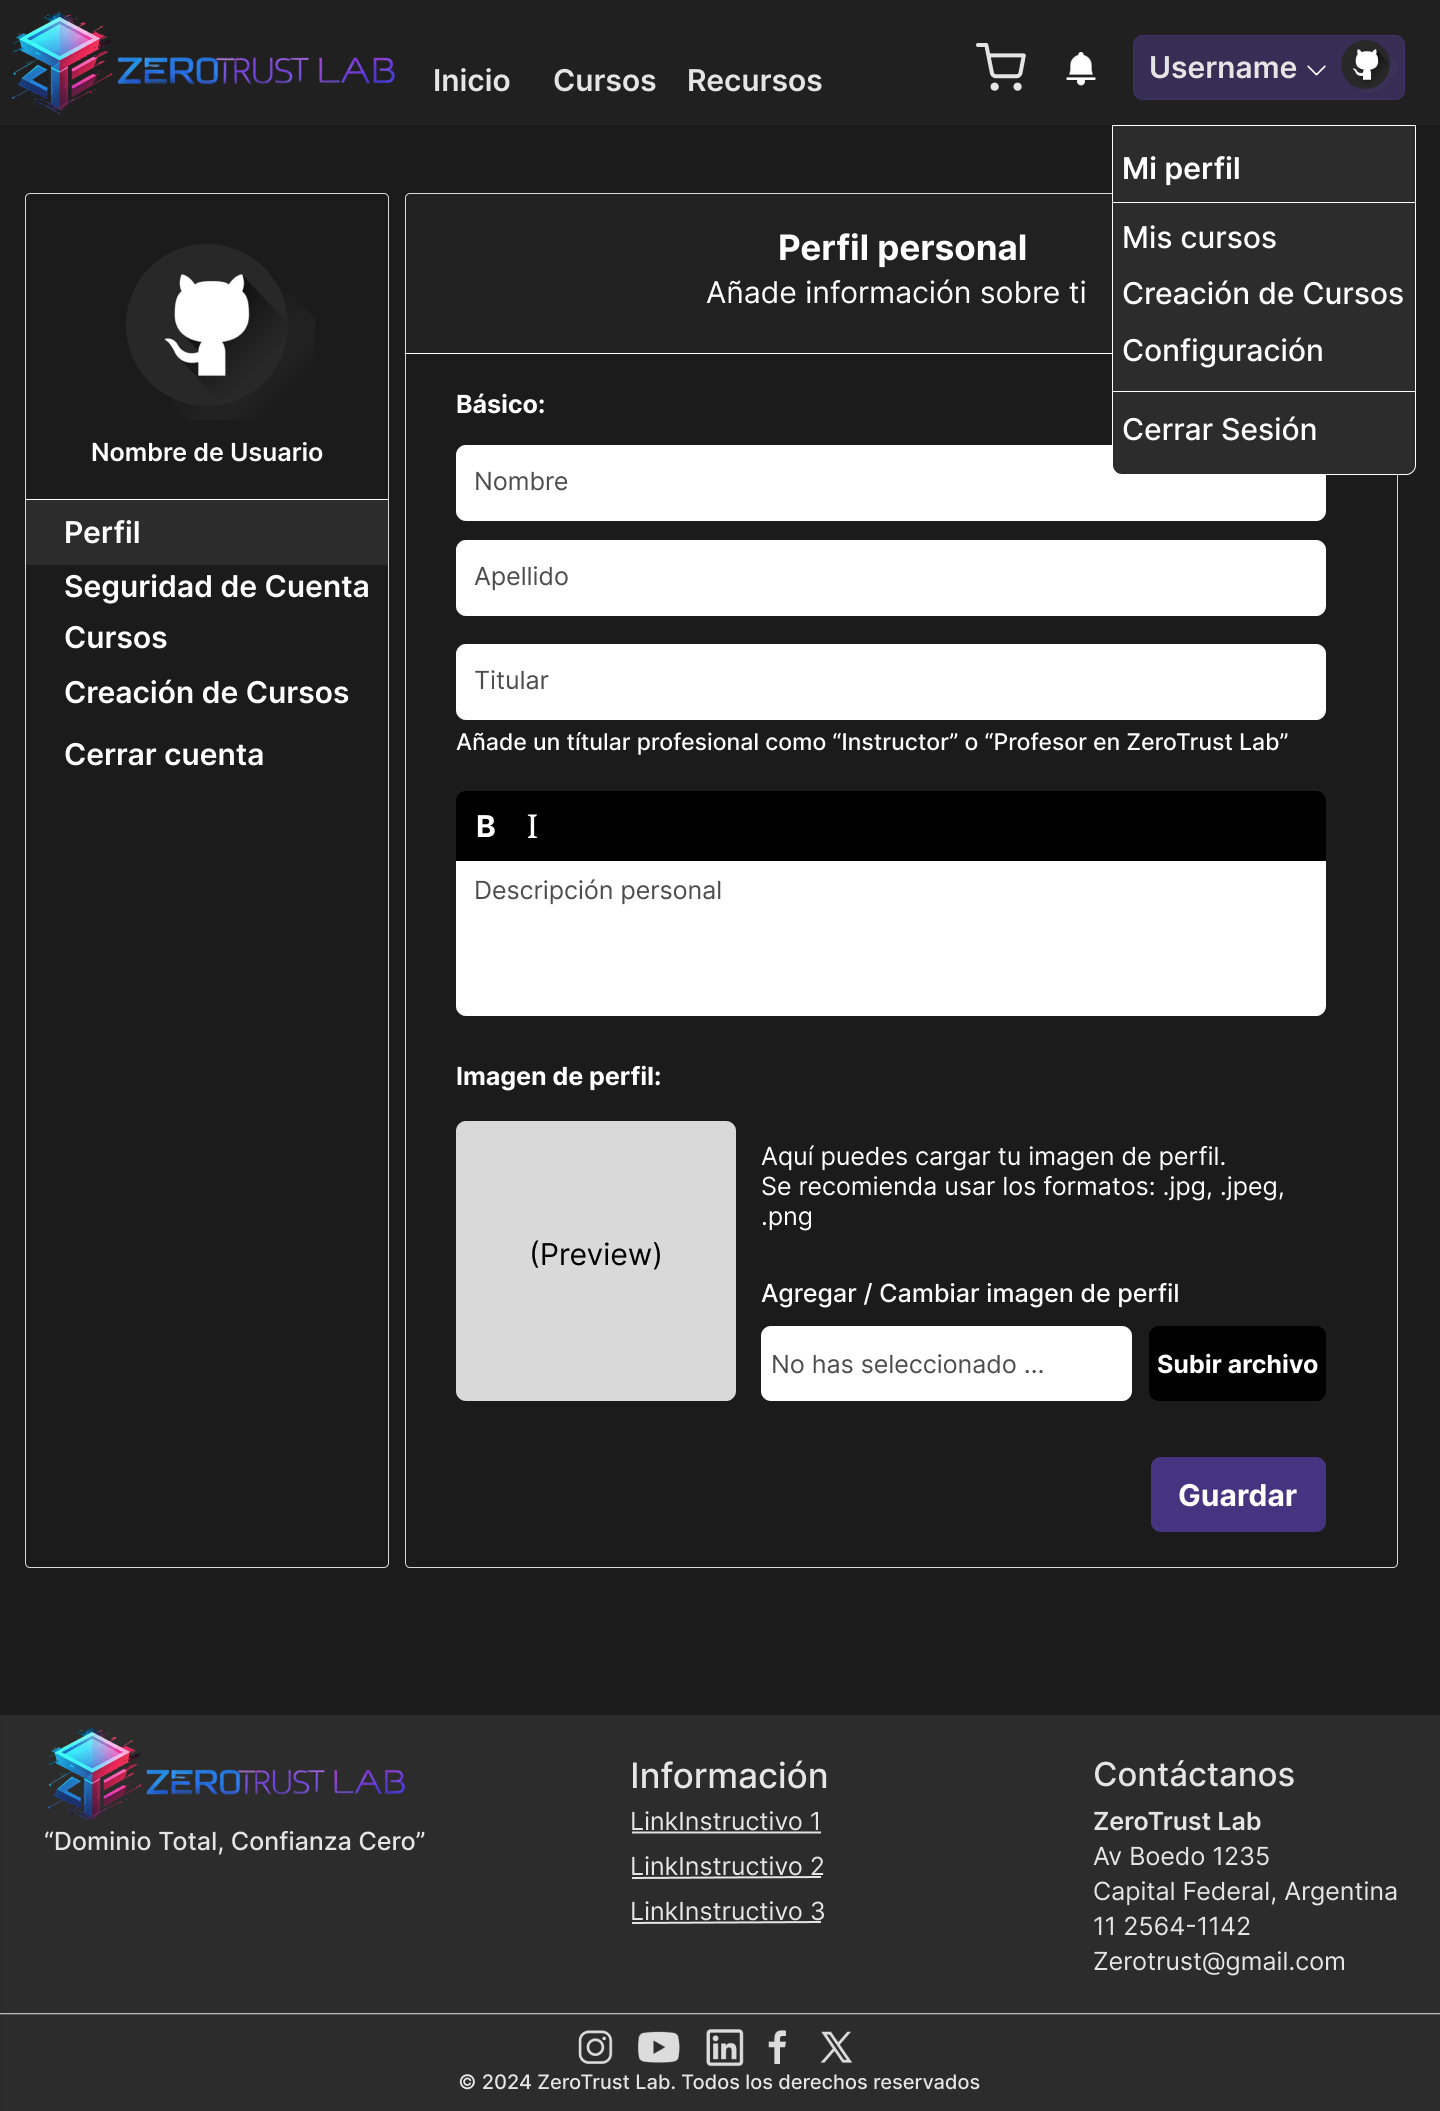 ZEROTRUST LAB
Inicio
Cursos
Recursos
Username
Mi perfil
Mis cursos
Creación de Cursos
Configuración
Cerrar Sesión
Nombre de Usuario
Perfil
Seguridad de Cuenta
Cursos
Creación de Cursos
Cerrar cuenta
Perfil personal
Añade información sobre ti
Básico:
Nombre
Apellido
Titular
Añade un títular profesional como “Instructor” o “Profesor en ZeroTrust Lab”
B I
Descripción personal
Imagen de perfil:
(Preview)
Aquí puedes cargar tu imagen de perfil.
Se recomienda usar los formatos: .jpg, .jpeg,
.png
Agregar / Cambiar imagen de perfil
No has seleccionado ...
Subir archivo
Guardar
ZEROTRUST LAB
“Dominio Total, Confianza Cero”
Información
LinkInstructivo 1
LinkInstructivo 2
LinkInstructivo 3
Contáctanos
ZeroTrust Lab
Av Boedo 1235
Capital Federal, Argentina
11 2564-1142
Zerotrust@gmail.com
© 2024 ZeroTrust Lab. Todos los derechos reservados